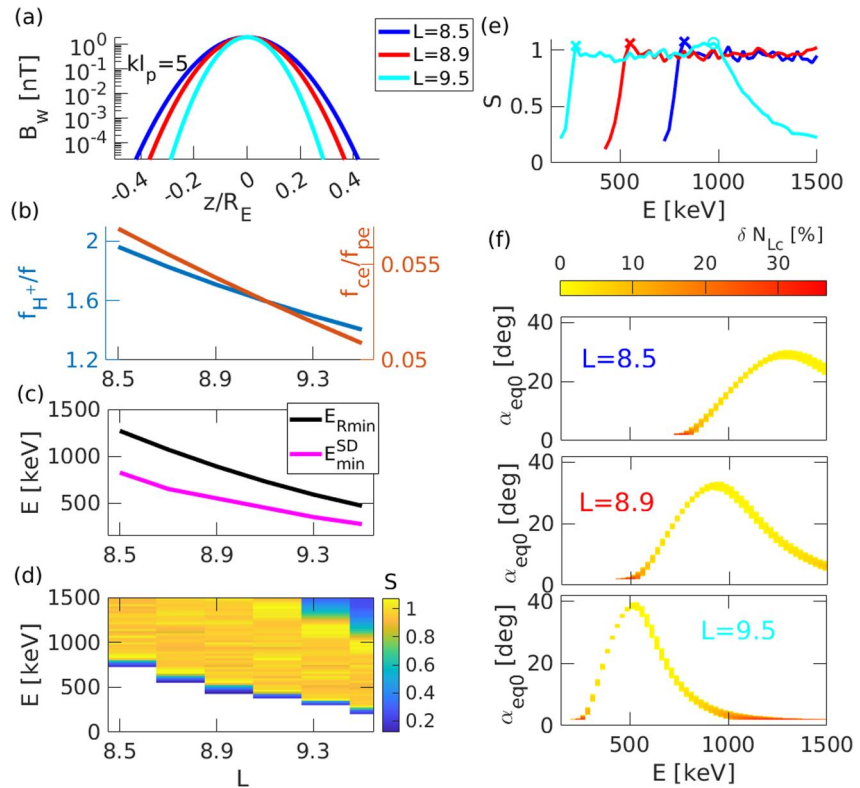 (a)
B_w [nT]
10^0
10^-1
10^-2
10^-3
10^-4
kl_p=5
L=8.5
L=8.9
L=9.5
-0.4 -0.2 0 0.2 0.4
z/R_E
(b)
f_H^+/f
2
1.6
1.2
f_ce/f_pe
0.055
0.05
8.5 8.9 9.3
(c)
E [keV]
1500
1000
500
E_Rmin
E_min^SD
8.5 8.9 9.3
(d)
E [keV]
1500
1000
500
0
S
1
0.8
0.6
0.4
0.2
8.5 8.9 9.3
L
(e)
S
1
0.5
0
500 1000 1500
E [keV]
(f)
δ N_Lc [%]
0 10 20 30
α_eq0 [deg]
40
20
0
L=8.5
α_eq0 [deg]
40
20
0
L=8.9
α_eq0 [deg]
40
20
0
L=9.5
500 1000 1500
E [keV]